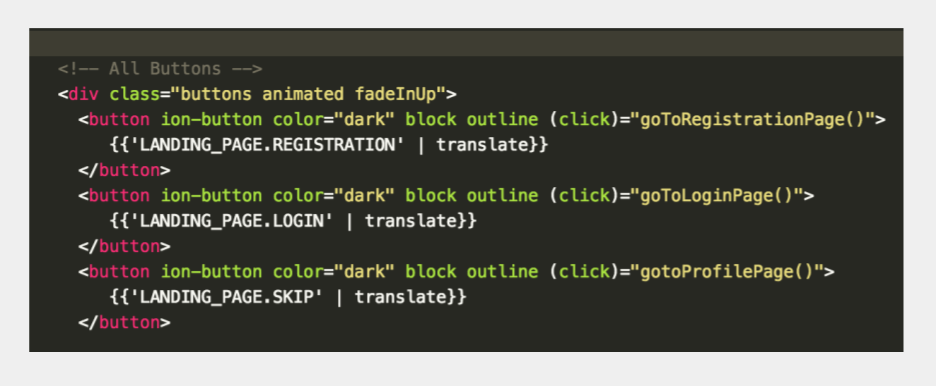 <!-- All Buttons -->
<div class="buttons animated fadeInUp">
<button ion-button color="dark" block outline (click)="goToRegistrationPage()">
{{'LANDING_PAGE.REGISTRATION' | translate}}
</button>
<button ion-button color="dark" block outline (click)="goToLoginPage()">
{{'LANDING_PAGE.LOGIN' | translate}}
</button>
<button ion-button color="dark" block outline (click)="gotoProfilePage()">
{{'LANDING_PAGE.SKIP' | translate}}
</button>